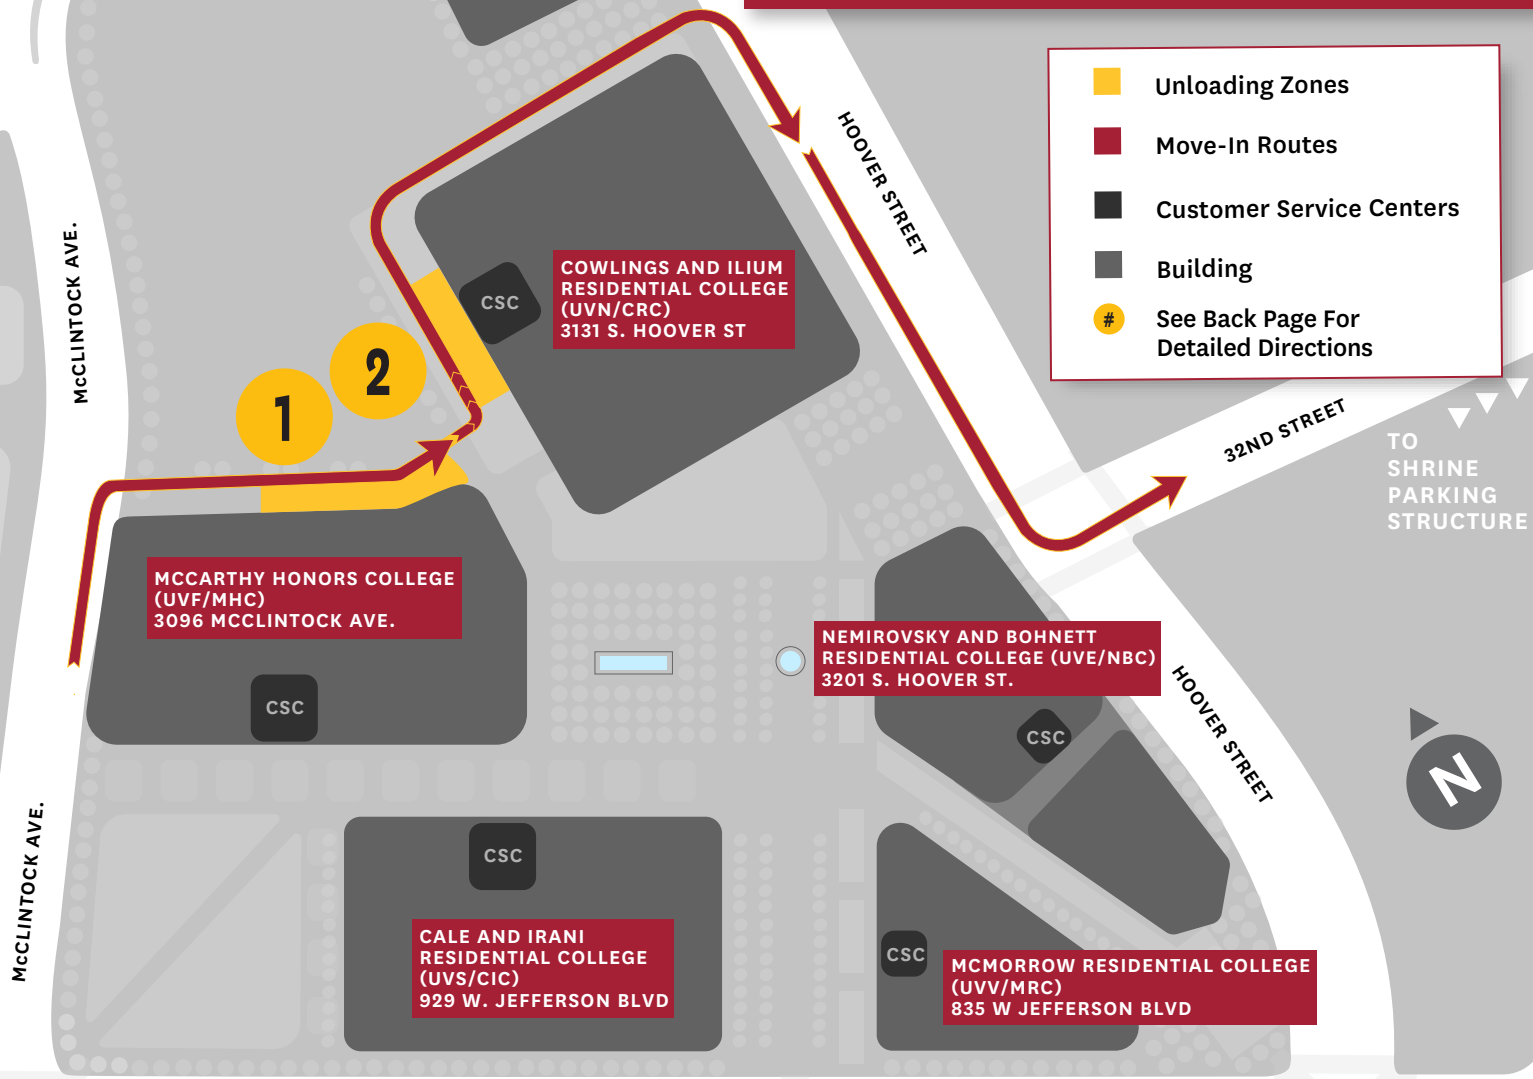 Unloading Zones
Move-In Routes
Customer Service Centers
Building
#
See Back Page For
Detailed Directions
HOOVER STREET
McCLINTOCK AVE.
CSC
COWLINGS AND ILIUM
RESIDENTIAL COLLEGE
(UVN/CRC)
3131 S. HOOVER ST
2
1
32ND STREET
TO
SHRINE
PARKING
STRUCTURE
MCCARTHY HONORS COLLEGE
(UVF/MHC)
3096 MCCLINTOCK AVE.
CSC
NEMIROVSKY AND BOHNETT
RESIDENTIAL COLLEGE (UVE/NBC)
3201 S. HOOVER ST.
CSC
HOOVER STREET
N
McCLINTOCK AVE.
CSC
CALE AND IRANI
RESIDENTIAL COLLEGE
(UVS/CIC)
929 W. JEFFERSON BLVD
CSC
MCMORROW RESIDENTIAL COLLEGE
(UVV/MRC)
835 W JEFFERSON BLVD